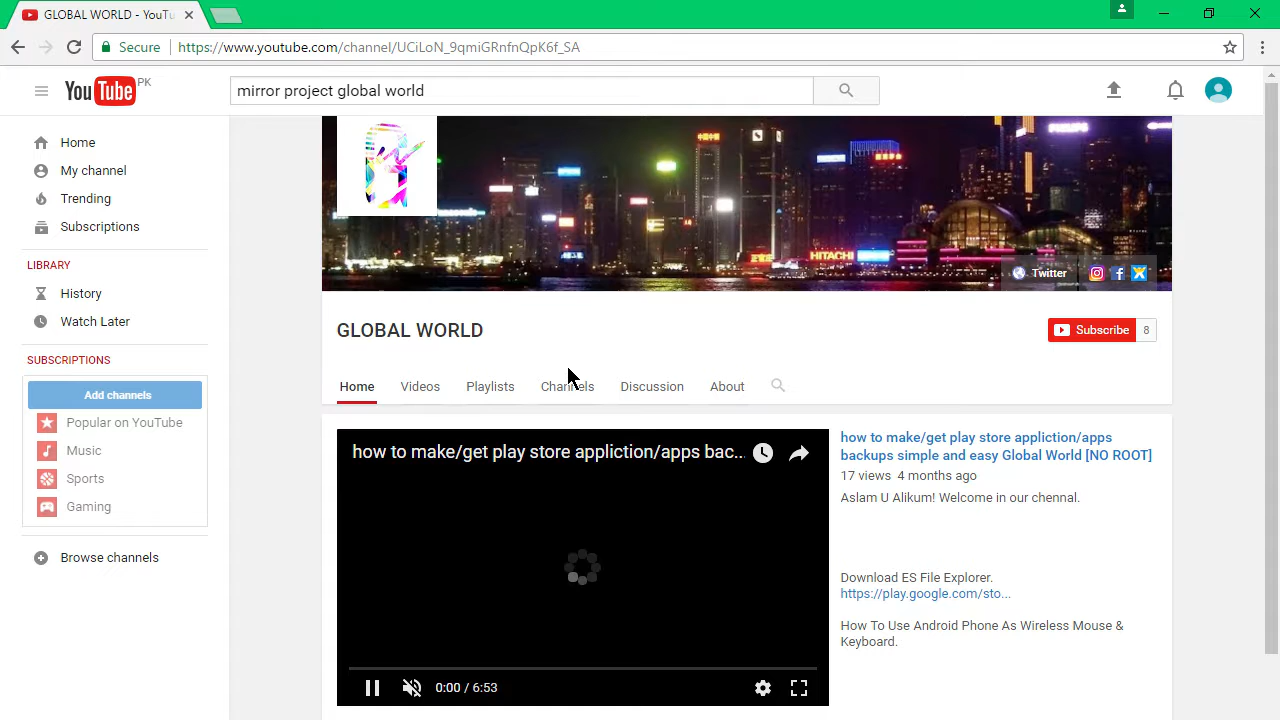 GLOBAL WORLD - YouTu
Secure
https://www.youtube.com/channel/UCiLoN_9qmiGRnfnQpK6f_SA
YouTube PK
mirror project global world
Home
My channel
Trending
Subscriptions
LIBRARY
History
Watch Later
SUBSCRIPTIONS
Add channels
Popular on YouTube
Music
Sports
Gaming
Browse channels
HITACHI
PHILIPS
Twitter
GLOBAL WORLD
Subscribe 8
Home Videos Playlists Channels Discussion About
how to make/get play store appliction/apps bac...
0:00 / 6:53
how to make/get play store appliction/apps
backups simple and easy Global World [NO ROOT]
17 views 4 months ago
Aslam U Alikum! Welcome in our chennal.
Download ES File Explorer.
https://play.google.com/sto...
How To Use Android Phone As Wireless Mouse &
Keyboard.